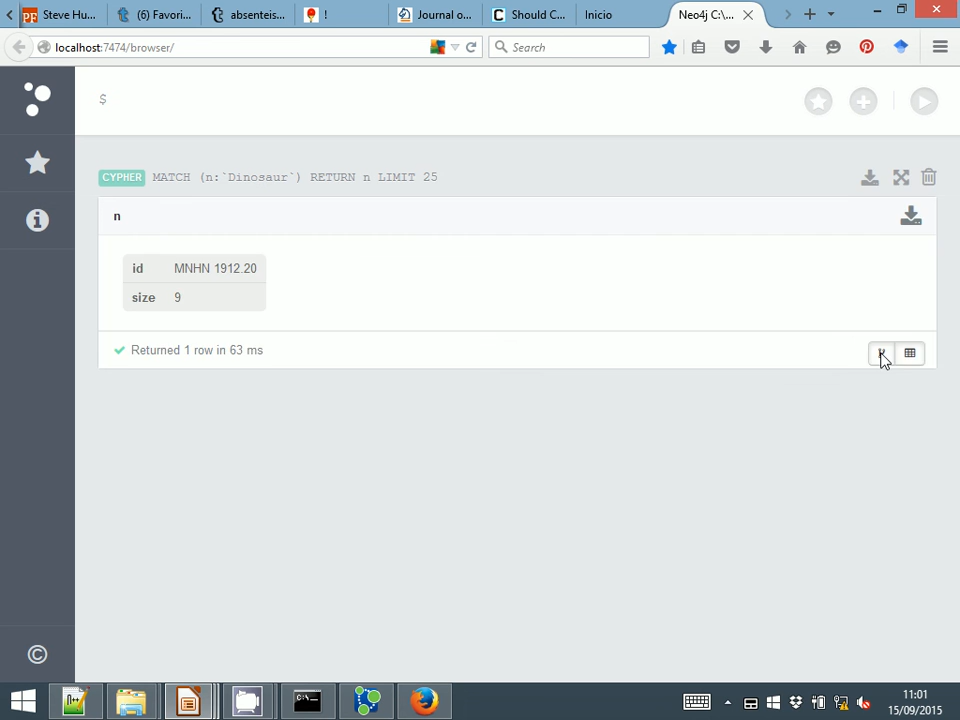 Steve Hu...
(6) Favori...
absenteis...
!
Journal o...
Should C...
Inicio
Neo4j C:\...
localhost:7474/browser/
Search
$
CYPHER MATCH (n:`Dinosaur`) RETURN n LIMIT 25
n
id MNHN 1912.20
size 9
Returned 1 row in 63 ms
11:01
15/09/2015